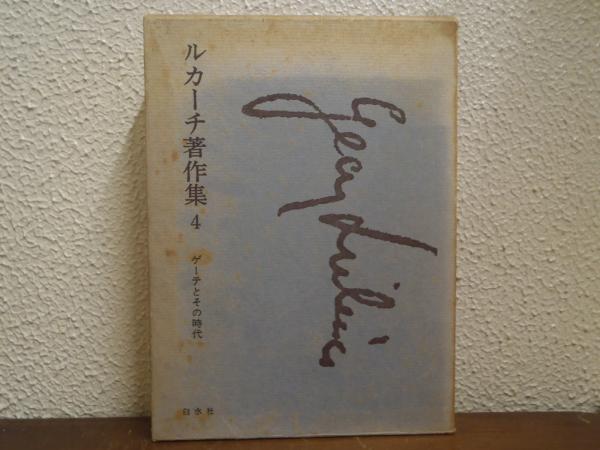 ルカーチ著作集 4
ゲーテとその時代
白水社
Georg Lukács